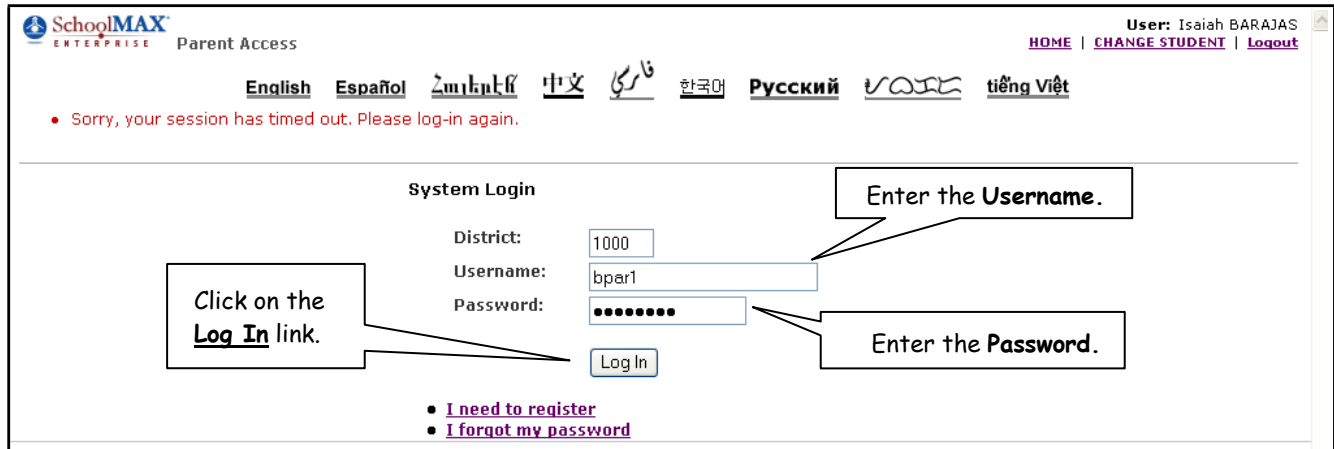 SchoolMAX
ENTERPRISE Parent Access
User: Isaiah BARAJAS
HOME | CHANGE STUDENT | Logout
English Español Հայերէն 中文 فارسي 한국어 Русский tiếng Việt
• Sorry, your session has timed out. Please log-in again.
System Login
Enter the Username.
District: 1000
Username: bpar1
Password: ••••••••
Click on the
Log In link.
Enter the Password.
Log In
• I need to register
• I forgot my password